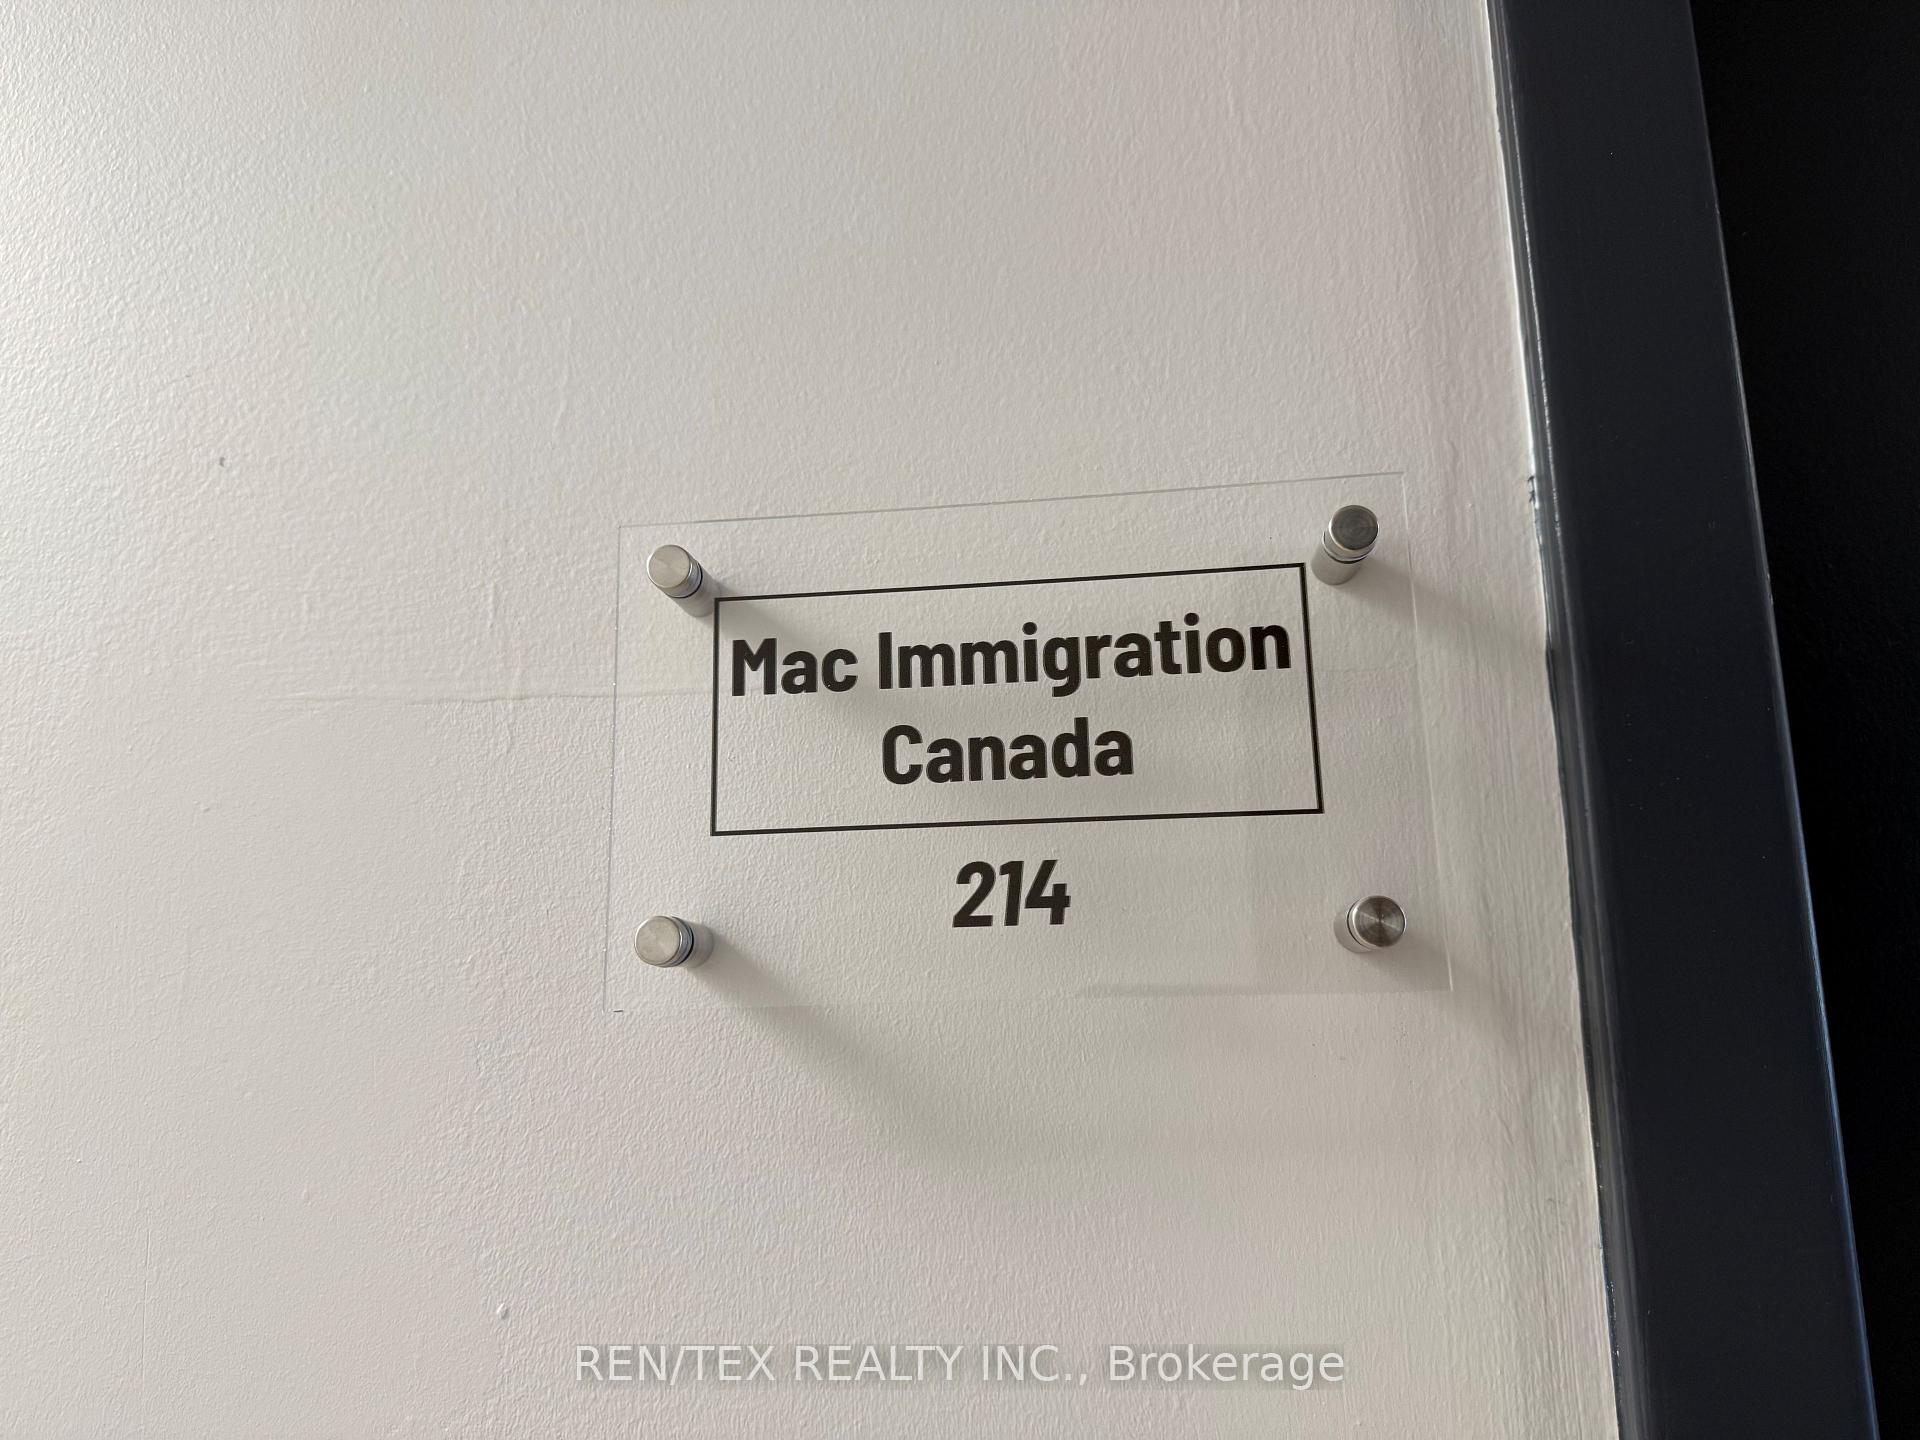 Mac Immigration
Canada
214
REN/TEX REALTY INC., Brokerage